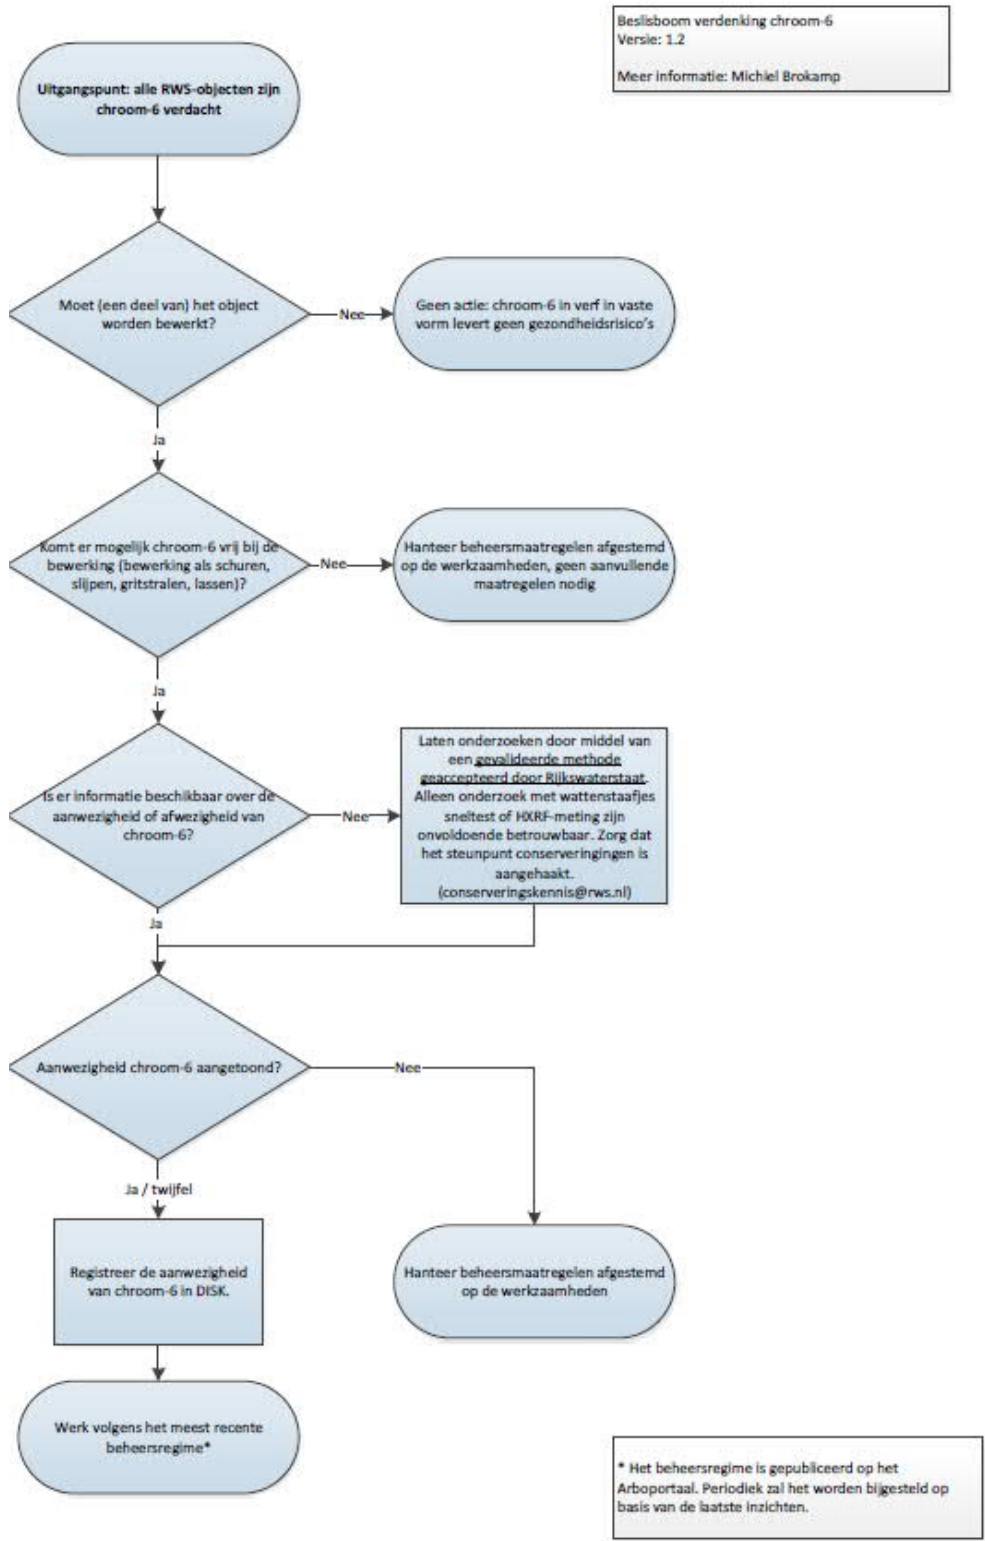 Beslisboom verdenking chroom-6
Versie: 1.2
Meer informatie: Michiel Brokamp
Uitgangspunt: alle RWS-objecten zijn
chroom-6 verdacht
Moet (een deel van) het object
worden bewerkt?
Nee
Geen actie: chroom-6 in verf in vaste
vorm levert geen gezondheidsrisico's
Ja
Komt er mogelijk chroom-6 vrij bij de
bewerking (bewerking als schuren,
slijpen, gritstralen, lassen)?
Nee
Hanteer beheersmaatregelen afgestemd
op de werkzaamheden, geen aanvullende
maatregelen nodig
Ja
Is er informatie beschikbaar over de
aanwezigheid of afwezigheid van
chroom-6?
Nee
Laten onderzoeken door middel van
een gevalideerde methode
geaccepteerd door Rijkswaterstaat.
Alleen onderzoek met wattenstaafjes
sneltest of HXRF-meting zijn
onvoldoende betrouwbaar. Zorg dat
het steunpunt conserveringingen is
aangehaakt.
(conserveringskennis@rws.nl)
Ja
Aanwezigheid chroom-6 aangetoond?
Nee
Ja / twijfel
Registreer de aanwezigheid
van chroom-6 in DISK.
Hanteer beheersmaatregelen afgestemd
op de werkzaamheden
Werk volgens het meest recente
beheersregime*
* Het beheersregime is gepubliceerd op het
Arboportaal. Periodiek zal het worden bijgesteld op
basis van de laatste inzichten.